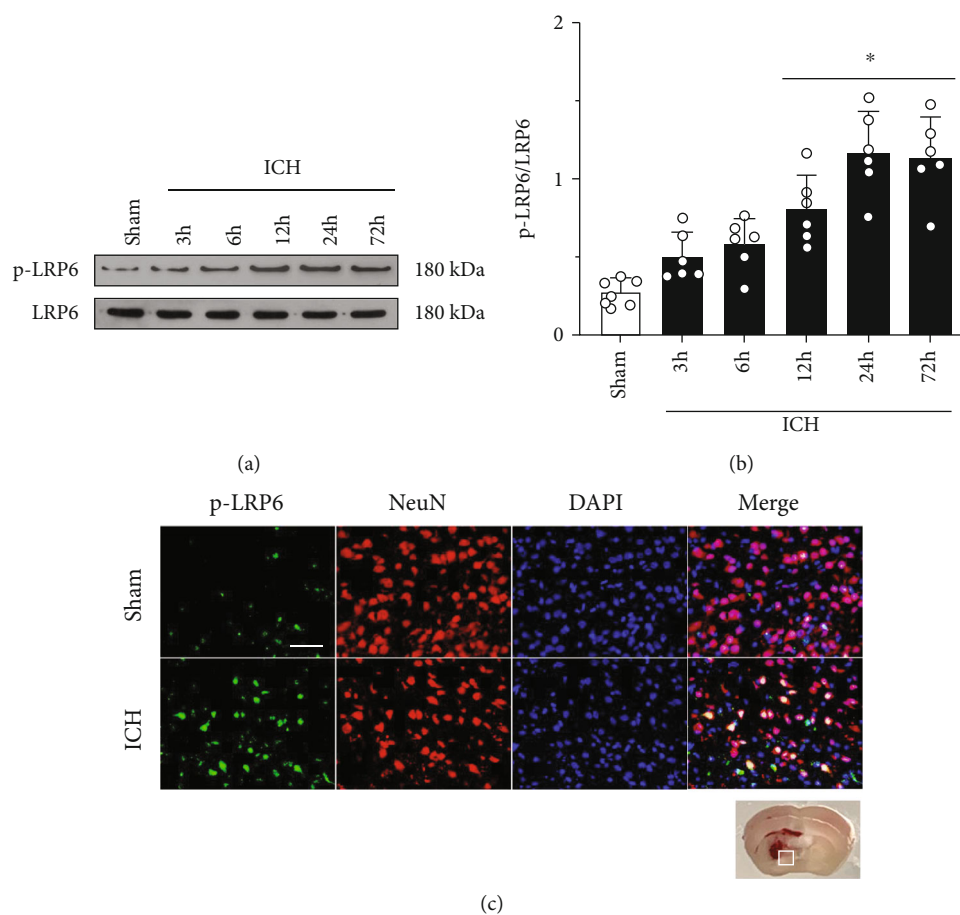 ICH
Sham
3h
6h
12h
24h
72h
p-LRP6
180 kDa
LRP6
180 kDa
(a)
p-LRP6/LRP6
2
1
0
*
Sham
3h
6h
12h
24h
72h
ICH
(b)
p-LRP6
NeuN
DAPI
Merge
Sham
ICH
(c)